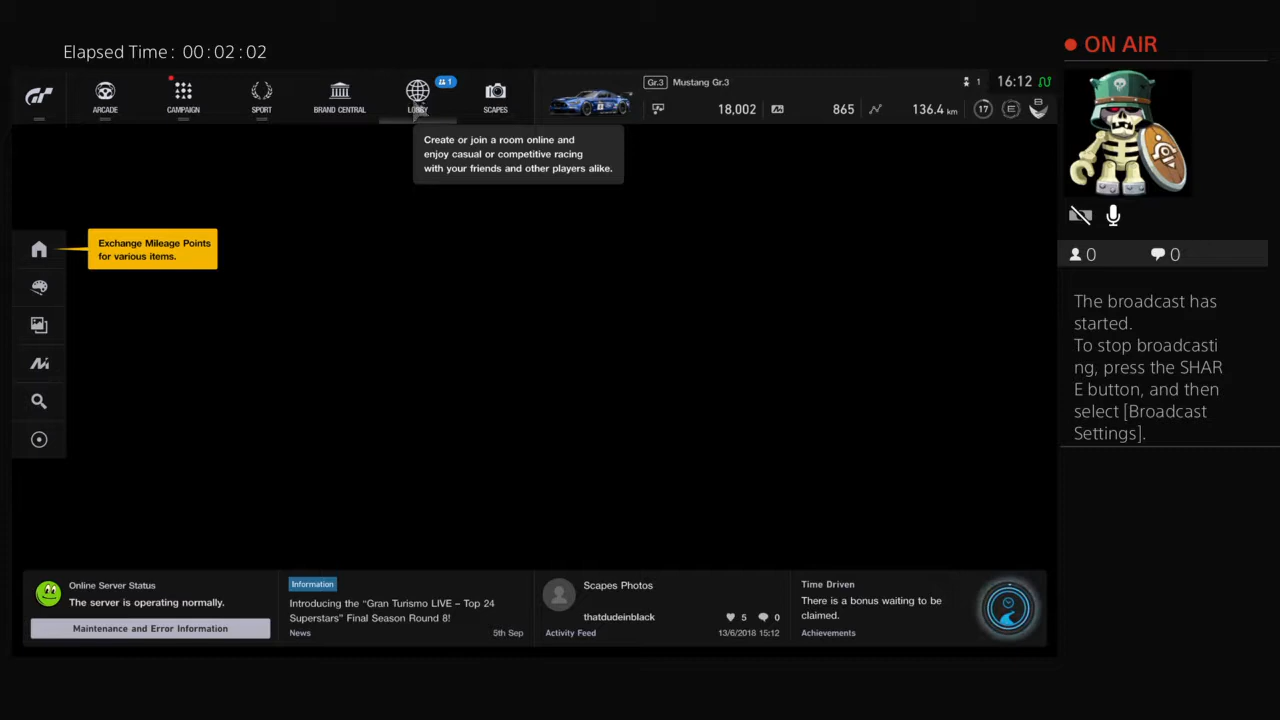 Elapsed Time: 00:02:02
ON AIR
ARCADE
CAMPAIGN
SPORT
BRAND CENTRAL
LOBBY
1
SCAPES
Gr.3 Mustang Gr.3
1
16:12
18,002
865
136.4 km
17
E
B
Create or join a room online and
enjoy casual or competitive racing
with your friends and other players alike.
Exchange Mileage Points
for various items.
0
0
The broadcast has
started.
To stop broadcasti
ng, press the SHAR
E button, and then
select [Broadcast
Settings].
Online Server Status
The server is operating normally.
Maintenance and Error Information
Information
Introducing the “Gran Turismo LIVE – Top 24
Superstars” Final Season Round 8!
News
5th Sep
Scapes Photos
thatdudeinblack
5
0
Activity Feed
13/6/2018 15:12
Time Driven
There is a bonus waiting to be
claimed.
Achievements